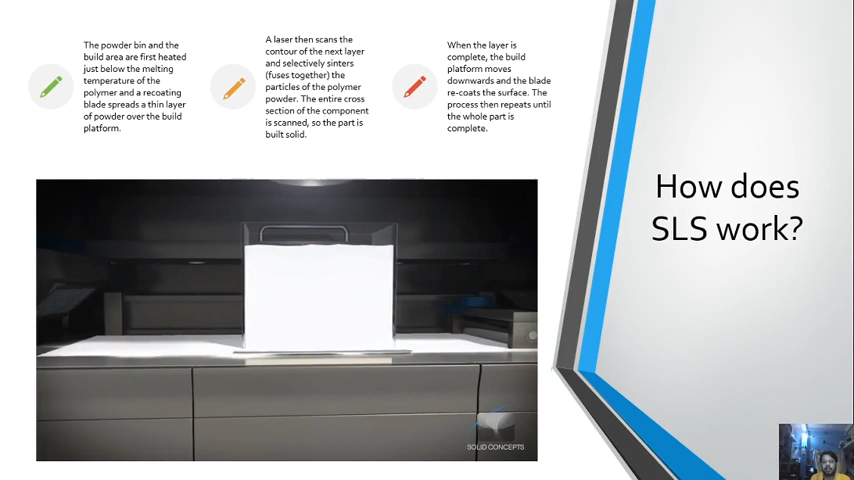 The powder bin and the
build area are first heated
just below the melting
temperature of the
polymer and a recoating
blade spreads a thin layer
of powder over the build
platform.
A laser then scans the
contour of the next layer
and selectively sinters
(fuses together) the
particles of the polymer
powder. The entire cross
section of the component
is scanned, so the part is
built solid.
When the layer is
complete, the build
platform moves
downwards and the blade
re-coats the surface. The
process then repeats until
the whole part is
complete.
How does
SLS work?
SOLID CONCEPTS